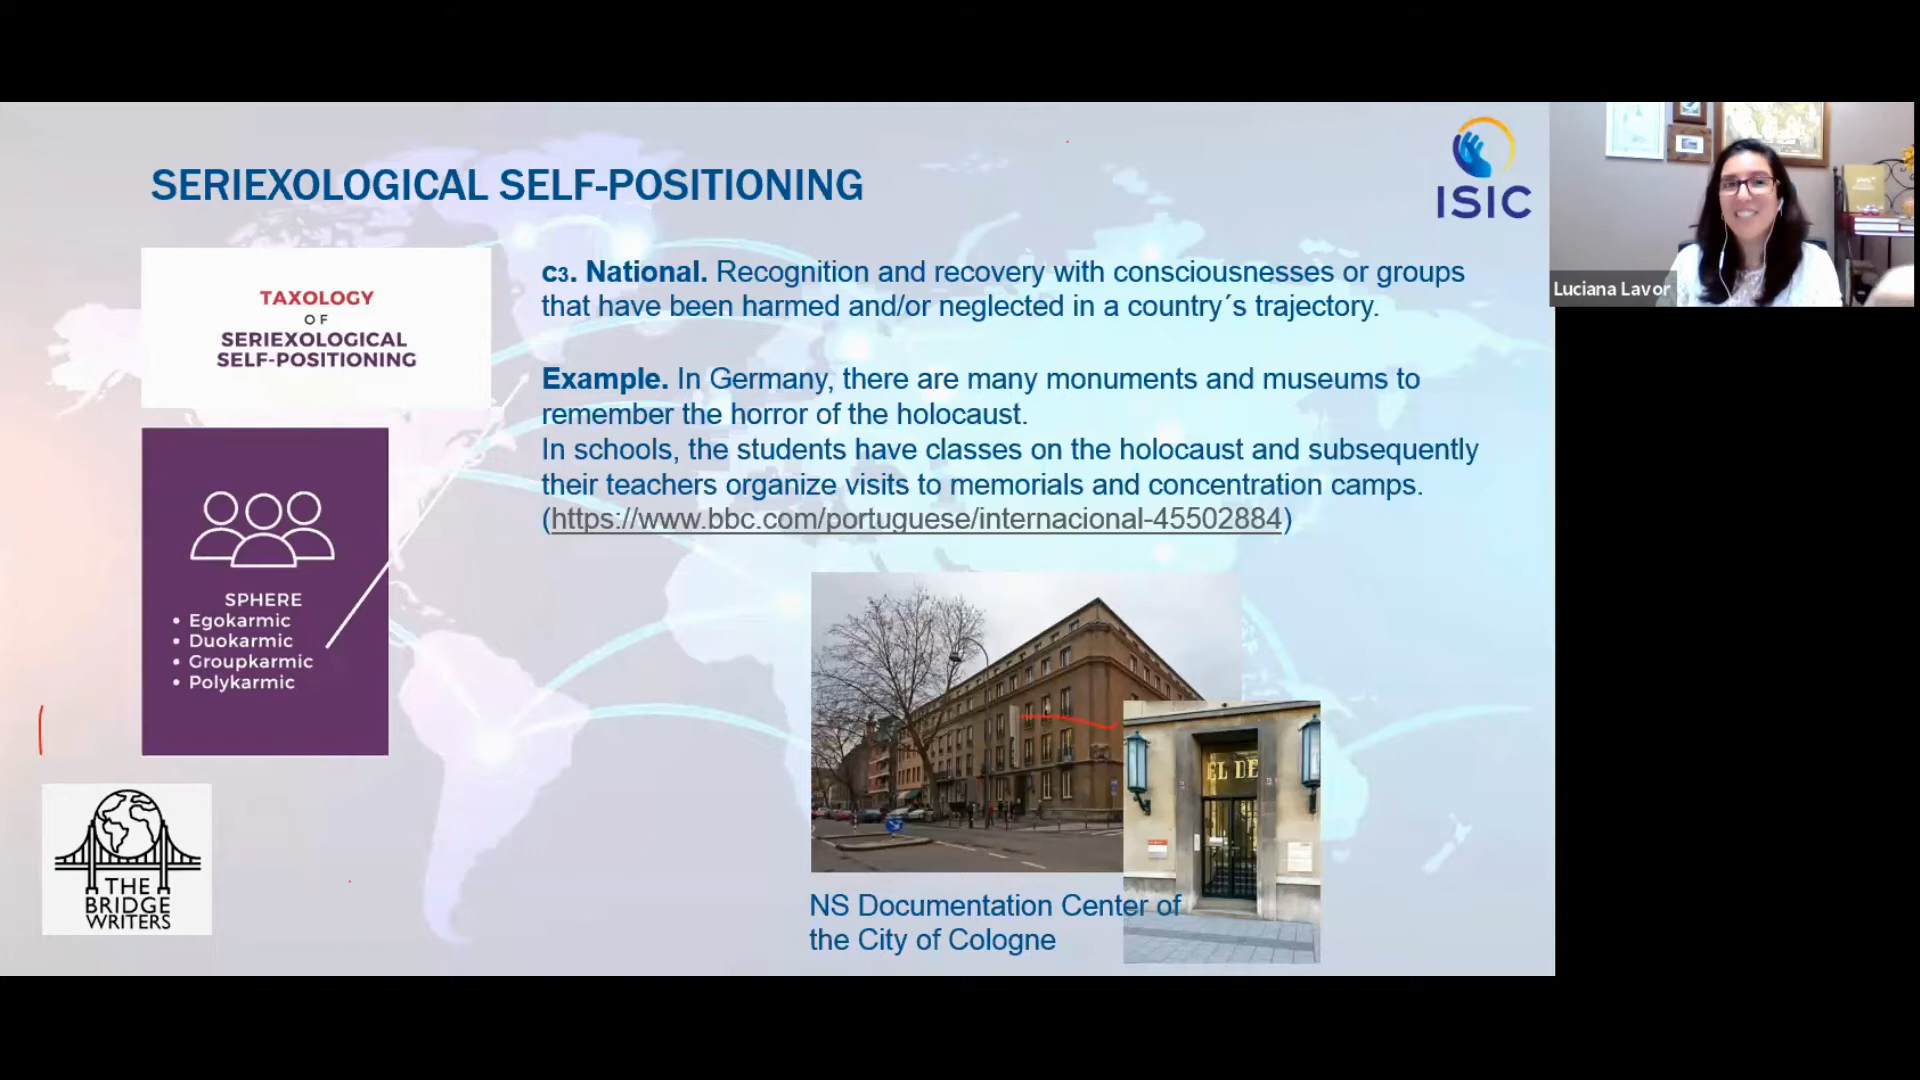 SERIEXOLOGICAL SELF-POSITIONING
ISIC
Luciana Lavor
TAXOLOGY
OF
SERIEXOLOGICAL
SELF-POSITIONING
c3. National. Recognition and recovery with consciousnesses or groups
that have been harmed and/or neglected in a country´s trajectory.
Example. In Germany, there are many monuments and museums to
remember the horror of the holocaust.
In schools, the students have classes on the holocaust and subsequently
their teachers organize visits to memorials and concentration camps.
(https://www.bbc.com/portuguese/internacional-45502884)
SPHERE
• Egokarmic
• Duokarmic
• Groupkarmic
• Polykarmic
EL DE
THE
BRIDGE
WRITERS
NS Documentation Center of
the City of Cologne